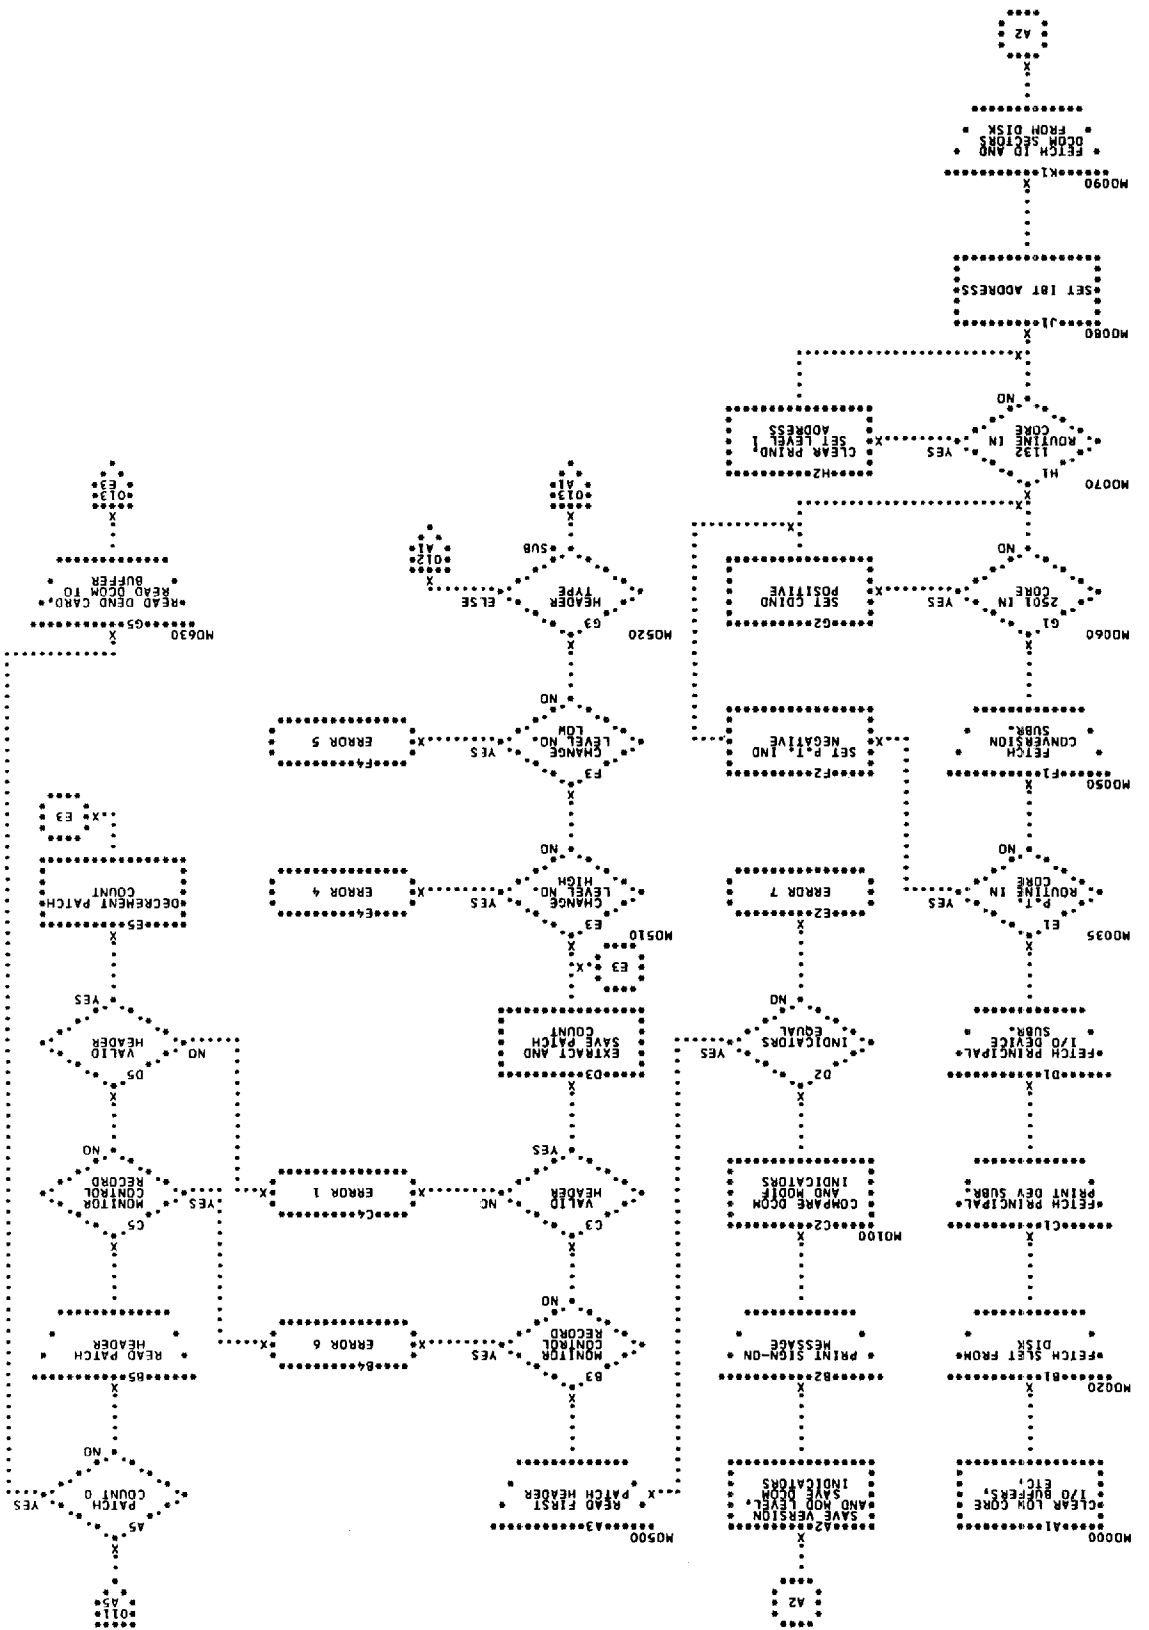 M0000
A1
CLEAR LOW CORE
I/O BUFFERS,
ETC.
M0020
B1
FETCH SLET FROM
DISK
C1
FETCH PRINCIPAL
PRINT DEV SUBR.
D1
FETCH PRINCIPAL
I/O DEVICE
SUBR.
M0035
E1
P.T.
ROUTINE IN
CORE
YES
NO
M0050
F1
FETCH
CONVERSION
SUBR.
M0060
G1
2501 IN
CORE
YES
NO
M0070
H1
1132
ROUTINE IN
CORE
YES
NO
M0080
J1
SET IBT ADDRESS
M0090
K1
FETCH ID AND
DCOM SECTORS
FROM DISK
A2
A2
A2
SAVE VERSION
AND MOD LEVEL,
SAVE DCOM
INDICATORS
B2
PRINT SIGN-ON
MESSAGE
M0100
C2
COMPARE DCOM
AND MODIF
INDICATORS
D2
INDICATORS
EQUAL
YES
NO
E2
ERROR 7
F2
SET P.T. IND
NEGATIVE
G2
SET CDIND
POSITIVE
H2
CLEAR PRIND,
SET LEVEL 1
ADDRESS
M0500
A3
READ FIRST
PATCH HEADER
B3
MONITOR
CONTROL
RECORD
YES
NO
C3
VALID
HEADER
NO
YES
D3
EXTRACT AND
SAVE PATCH
COUNT
E3
M0510
E3
CHANGE
LEVEL NO.
HIGH
YES
NO
F3
CHANGE
LEVEL NO
LOW
YES
NO
M0520
G3
HEADER
TYPE
ELSE
SUB
012
A1
013
A1
B4
ERROR 6
C4
ERROR 1
E4
ERROR 4
F4
ERROR 5
011
A5
A5
PATCH
COUNT 0
YES
NO
B5
READ PATCH
HEADER
C5
MONITOR
CONTROL
RECORD
YES
NO
D5
VALID
HEADER
NO
YES
E5
DECREMENT PATCH
COUNT
E3
M0630
G5
READ DEND CARD,
READ DCOM TO
BUFFER
013
E3